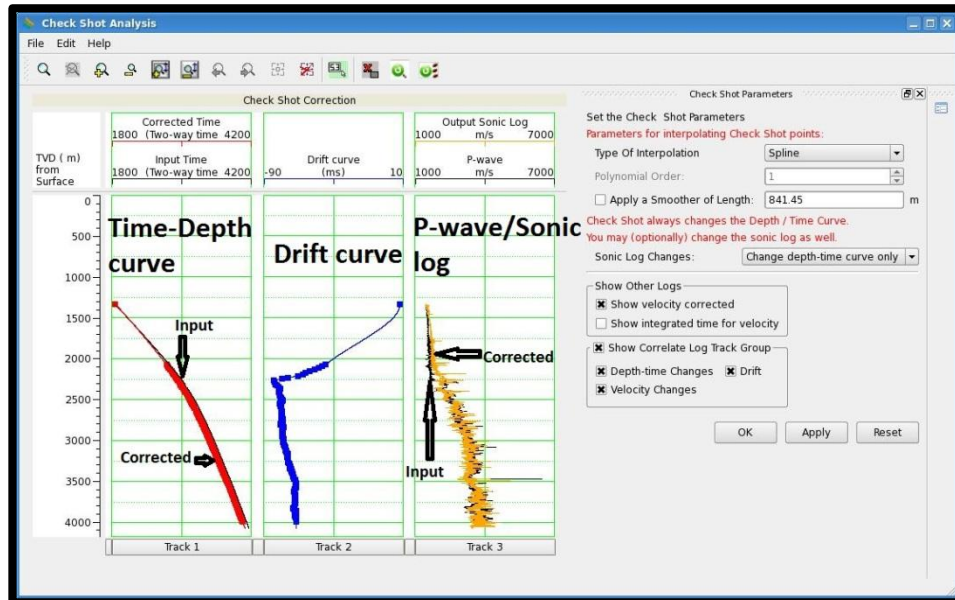 Check Shot Analysis
File Edit Help
Check Shot Correction
TVD ( m)
from
Surface
Corrected Time
1800 (Two-way time 4200
Input Time
1800 (Two-way time 4200
Drift curve
-90 (ms) 10
Output Sonic Log
1000 m/s 7000
P-wave
1000 m/s 7000
0
500
1000
1500
2000
2500
3000
3500
4000
Time-Depth
curve
Input
Corrected
Drift curve
P-wave/Sonic
log
Corrected
Input
Track 1
Track 2
Track 3
Check Shot Parameters
Set the Check Shot Parameters
Parameters for interpolating Check Shot points:
Type Of Interpolation Spline
Polynomial Order: 1
Apply a Smoother of Length: 841.45 m
Check Shot always changes the Depth / Time Curve.
You may (optionally) change the sonic log as well.
Sonic Log Changes: Change depth-time curve only
Show Other Logs
Show velocity corrected
Show integrated time for velocity
Show Correlate Log Track Group
Depth-time Changes Drift
Velocity Changes
OK Apply Reset